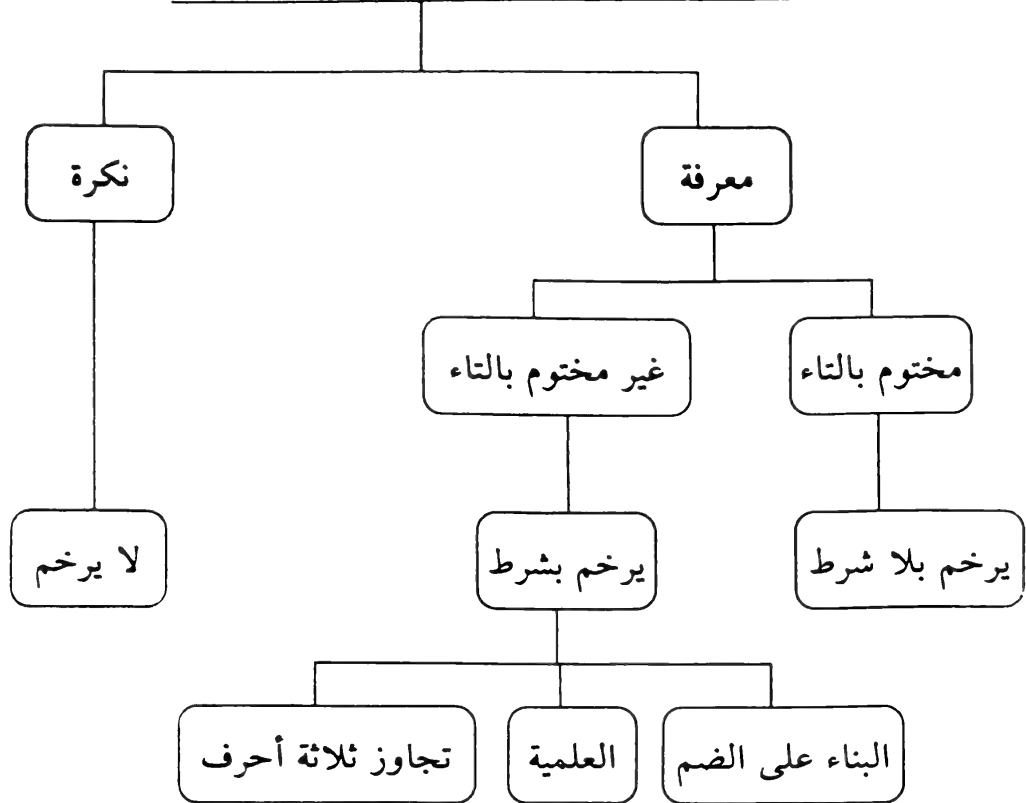 معرفة
نكرة
مختوم بالتاء
غير مختوم بالتاء
يرخم بلا شرط
يرخم بشرط
لا يرخم
البناء على الضم
العلمية
تجاوز ثلاثة أحرف